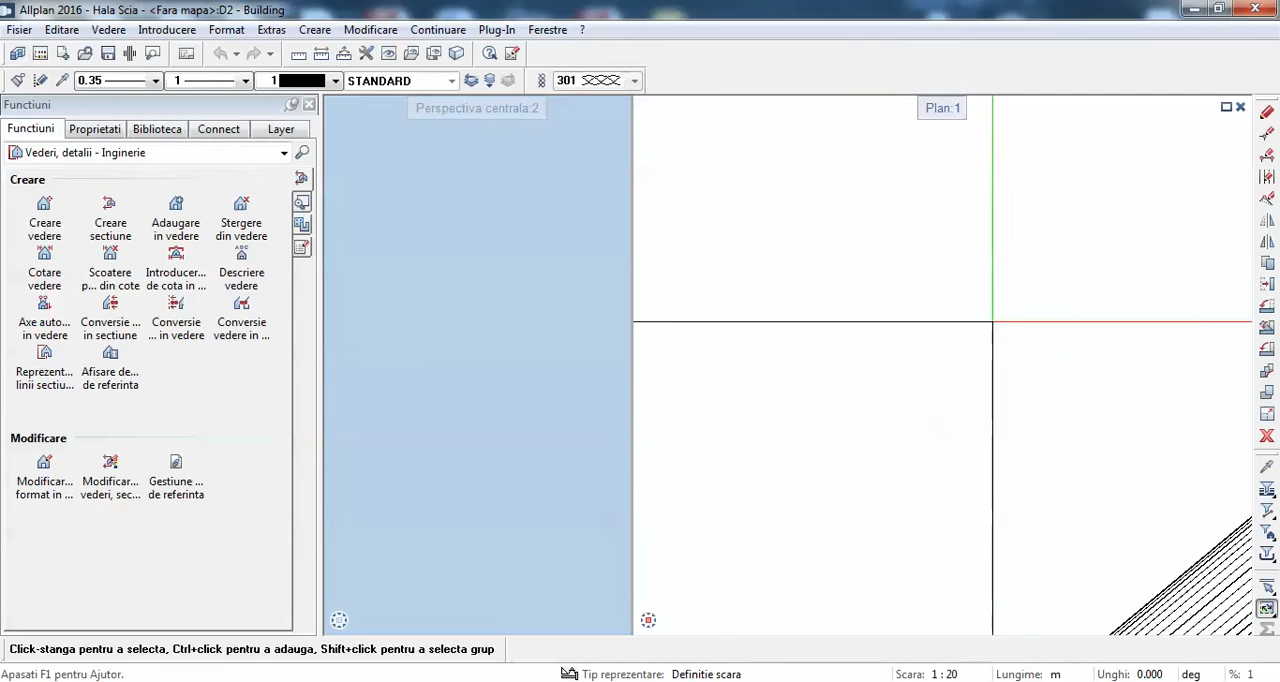 Allplan 2016 - Hala Scia - <Fara mapa>:D2 - Building
Fisier Editare Vedere Introducere Format Extras Creare Modificare Continuare Plug-In Ferestre ?
0.35 1 1 STANDARD 301
Functiuni
Perspectiva centrala:2
Plan:1
Functiuni Proprietati Biblioteca Connect Layer
Vederi, detalii - Inginerie
Creare
Creare Creare Adaugare Stergere
vedere sectiune in vedere din vedere
Cotare Scoatere Introducer... Descriere
vedere p... din cote de cota in ... vedere
Axe auto... Conversie ... Conversie Conversie
in vedere in sectiune ... in vedere vedere in ...
Reprezent... Afisare de...
linii sectiu... de referinta
Modificare
Modificar... Modificar... Gestiune ...
format in ... vederi, sec... de referinta
Click-stanga pentru a selecta, Ctrl+click pentru a adauga, Shift+click pentru a selecta grup
Apasati F1 pentru Ajutor. Tip reprezentare: Definitie scara Scara: 1 : 20 Lungime: m Unghi: 0.000 deg %: 1